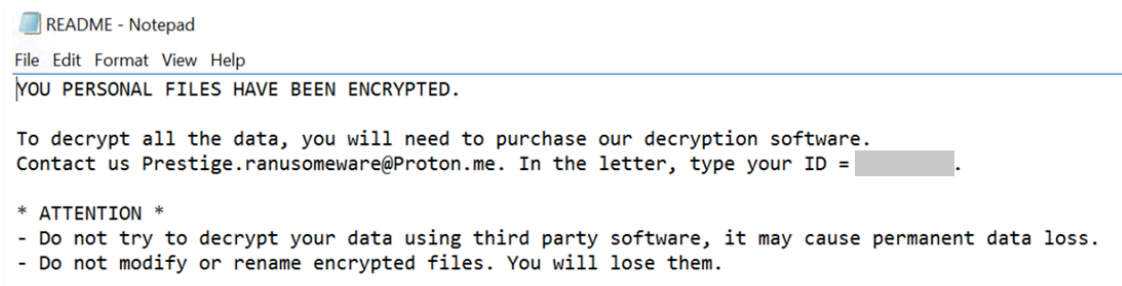 README - Notepad
File Edit Format View Help
YOU PERSONAL FILES HAVE BEEN ENCRYPTED.
To decrypt all the data, you will need to purchase our decryption software.
Contact us Prestige.ranusomeware@Proton.me. In the letter, type your ID = .
* ATTENTION *
- Do not try to decrypt your data using third party software, it may cause permanent data loss.
- Do not modify or rename encrypted files. You will lose them.